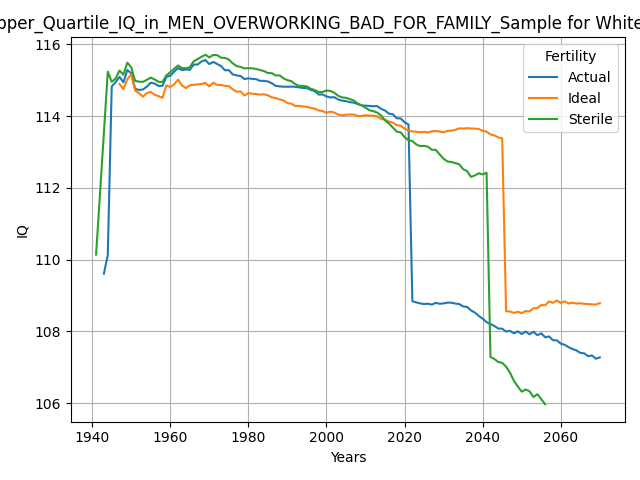 pper_Quartile_IQ_in_MEN_OVERWORKING_BAD_FOR_FAMILY_Sample for White
Fertility
Actual
Ideal
Sterile
116
114
112
110
108
106
IQ
1940
1960
1980
2000
2020
2040
2060
Years